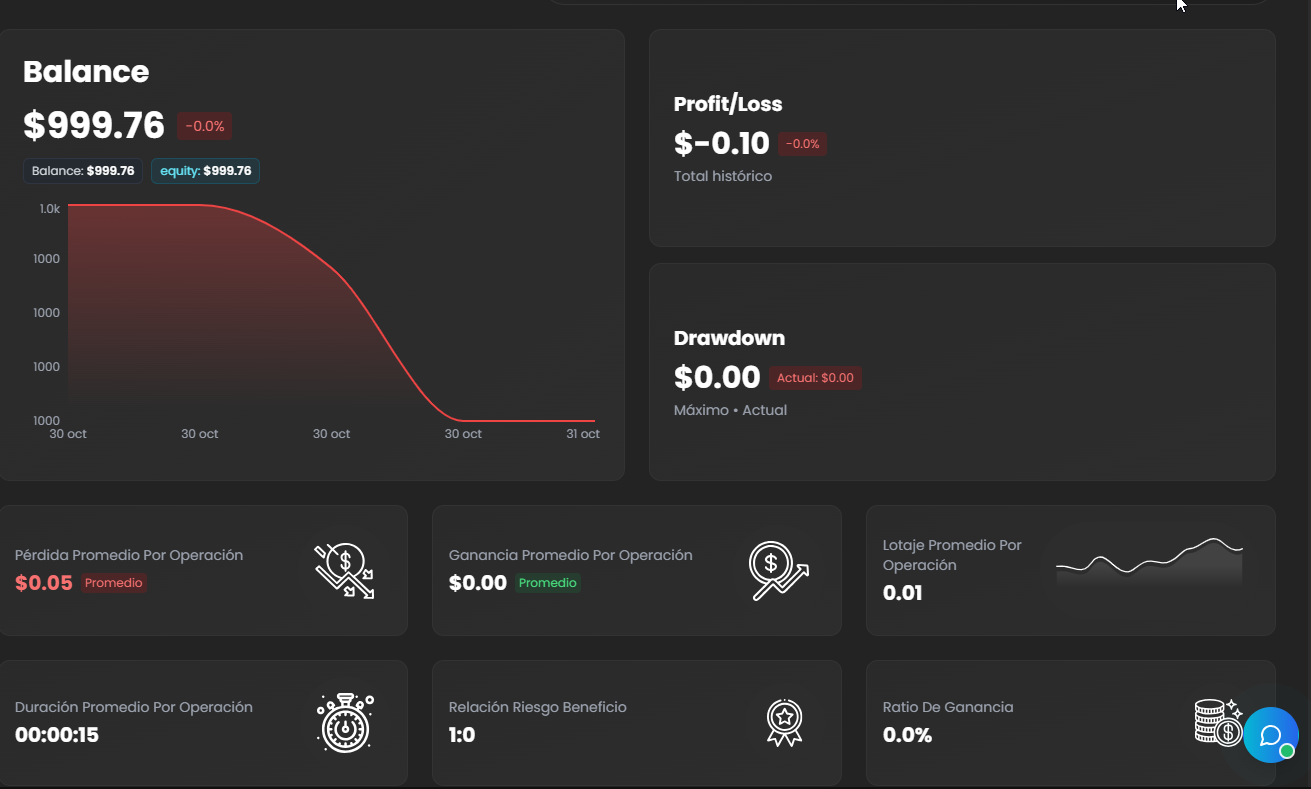 Balance
$999.76 -0.0%
Balance: $999.76 equity: $999.76
1.0k
1000
1000
1000
1000
30 oct 30 oct 30 oct 30 oct 31 oct
Profit/Loss
$-0.10 -0.0%
Total histórico
Drawdown
$0.00 Actual: $0.00
Máximo • Actual
Pérdida Promedio Por Operación
$0.05 Promedio
Ganancia Promedio Por Operación
$0.00 Promedio
Lotaje Promedio Por
Operación
0.01
Duración Promedio Por Operación
00:00:15
Relación Riesgo Beneficio
1:0
Ratio De Ganancia
0.0%